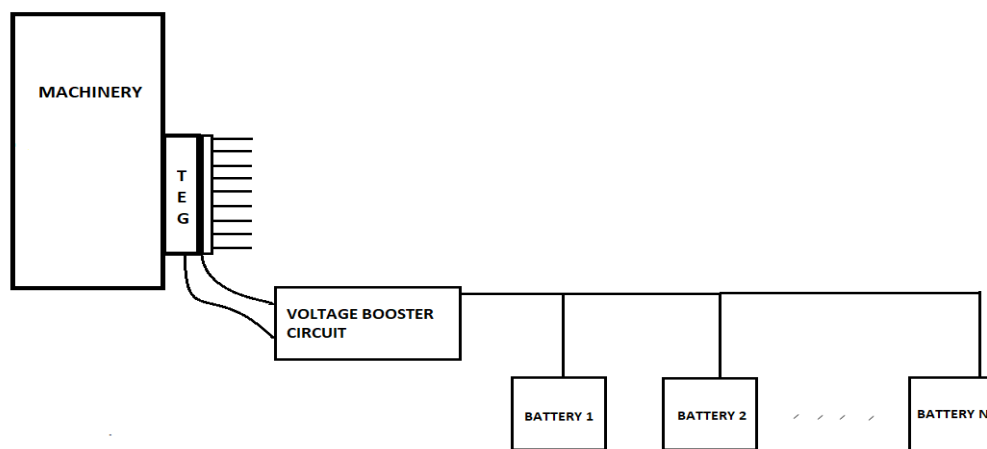 MACHINERY
T
E
G
VOLTAGE BOOSTER
CIRCUIT
BATTERY 1
BATTERY 2
BATTERY N